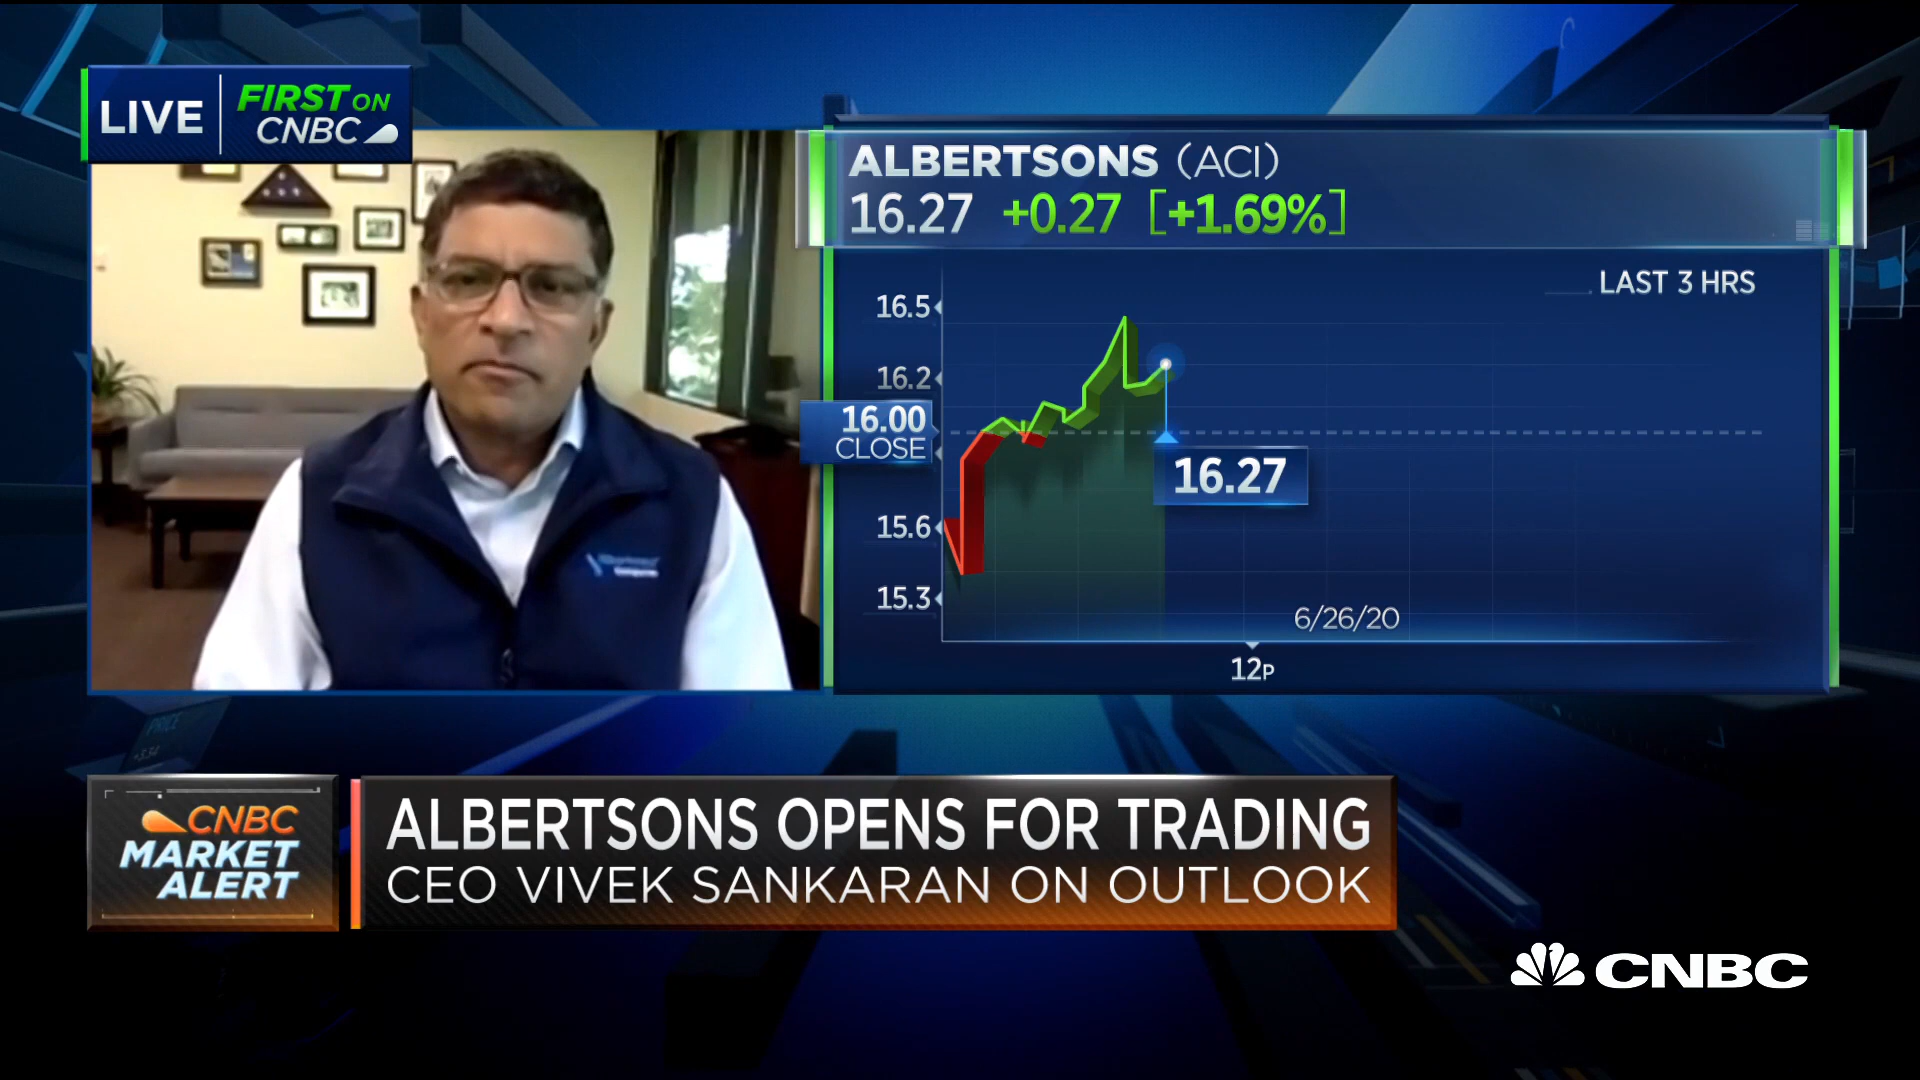 LIVE
FIRST ON
CNBC
ALBERTSONS (ACI)
16.27 +0.27 [+1.69%]
LAST 3 HRS
16.5
16.2
16.00
CLOSE
16.27
15.6
15.3
6/26/20
12P
CNBC
MARKET
ALERT
ALBERTSONS OPENS FOR TRADING
CEO VIVEK SANKARAN ON OUTLOOK
CNBC